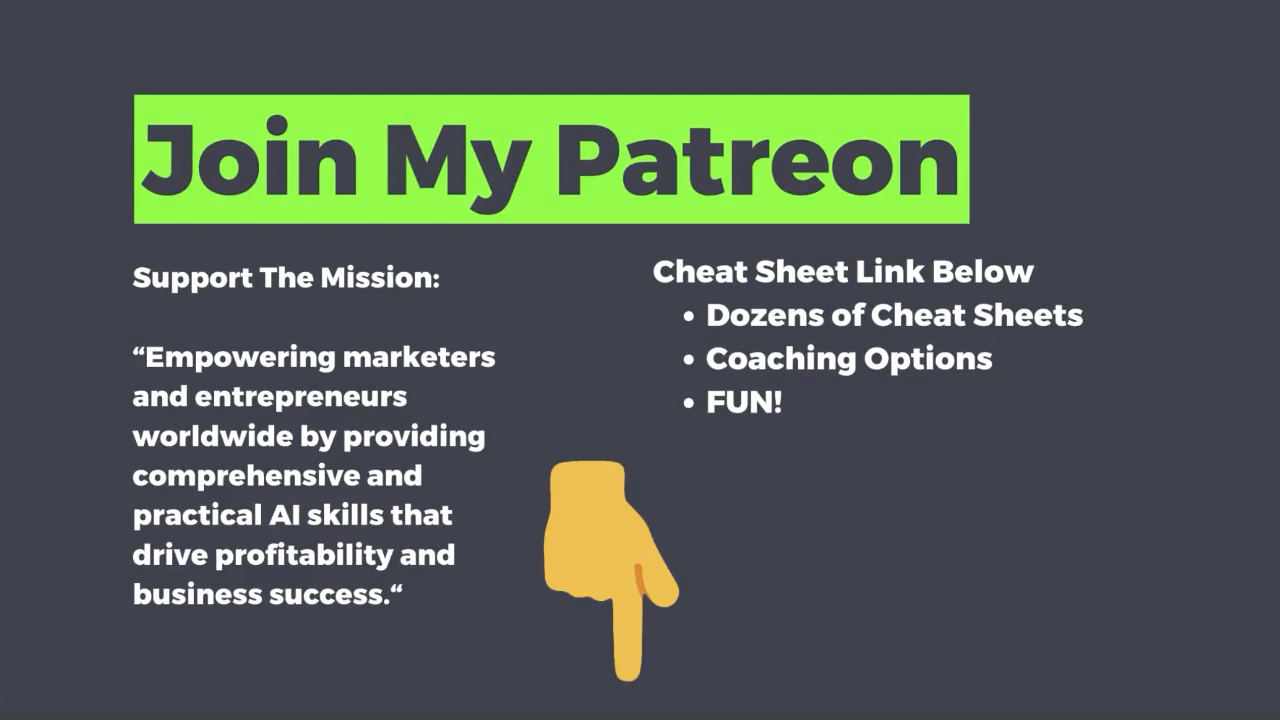 Join My Patreon
Support The Mission:
“Empowering marketers
and entrepreneurs
worldwide by providing
comprehensive and
practical AI skills that
drive profitability and
business success.“
Cheat Sheet Link Below
• Dozens of Cheat Sheets
• Coaching Options
• FUN!